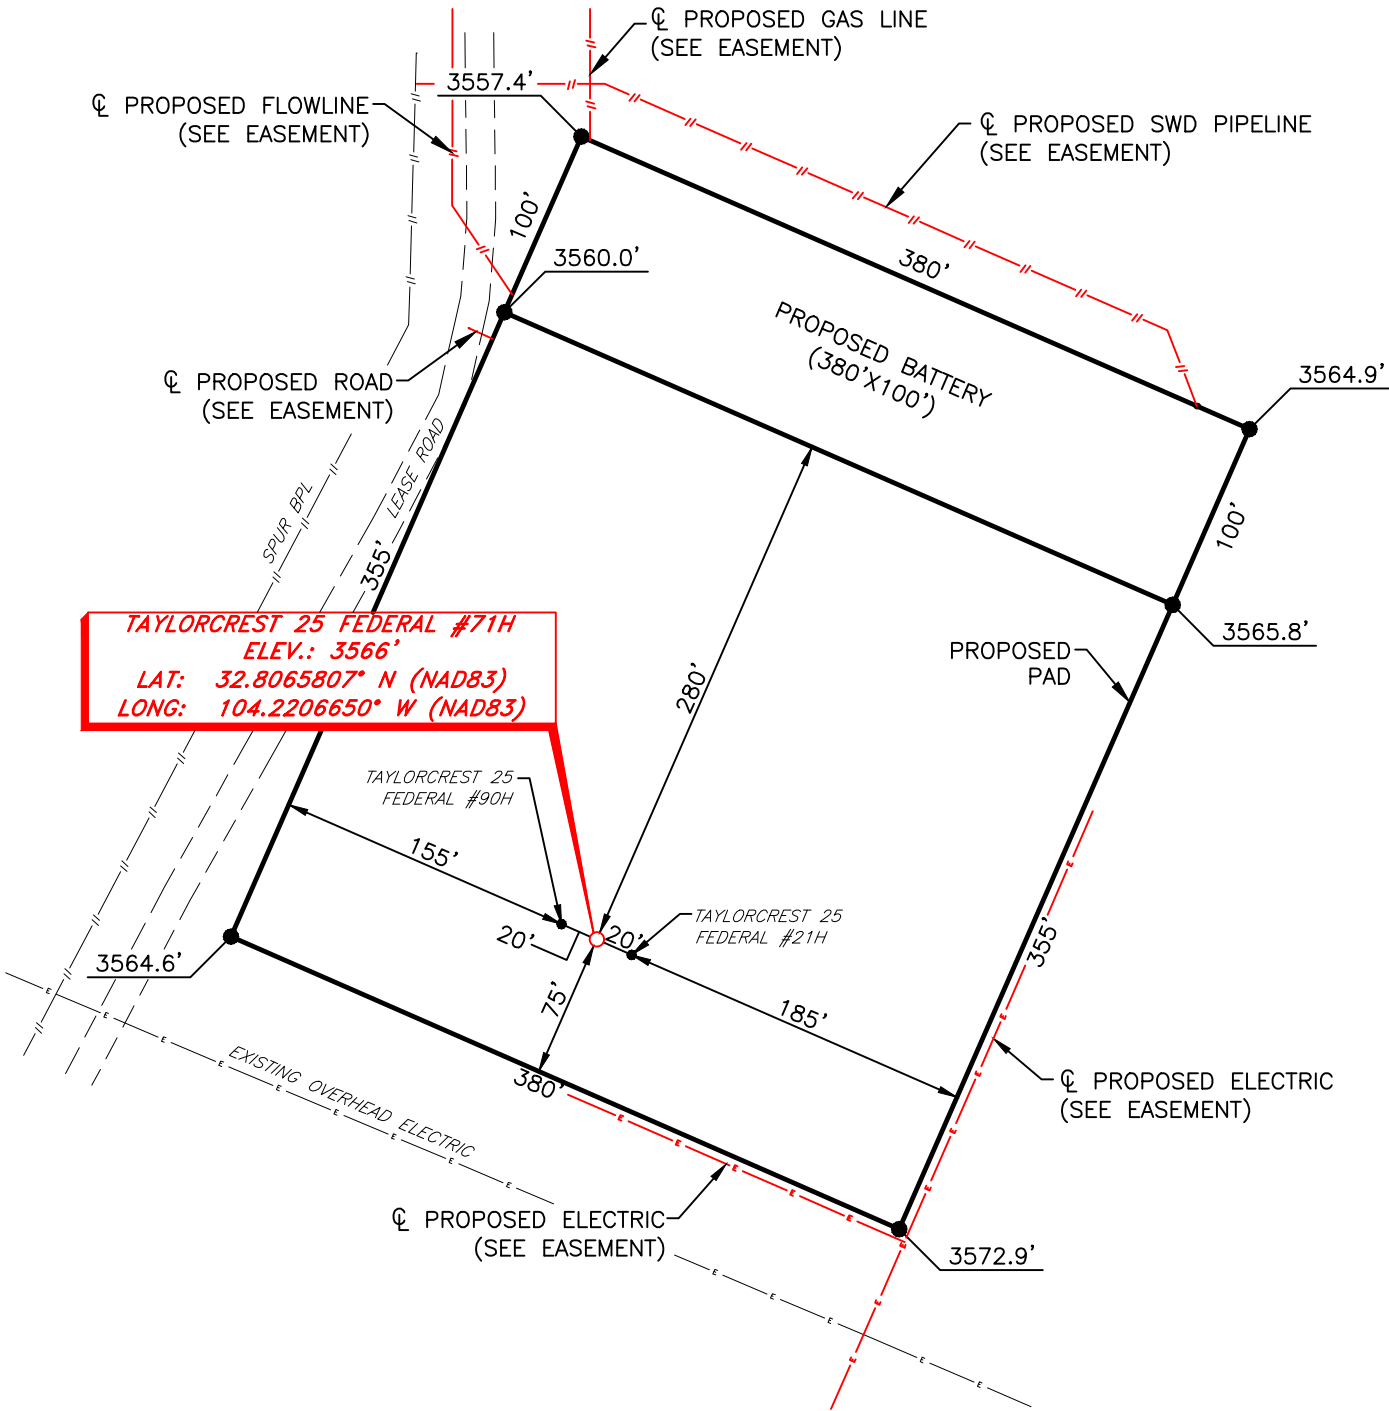 ℄ PROPOSED GAS LINE
(SEE EASEMENT)
3557.4'
℄ PROPOSED FLOWLINE
(SEE EASEMENT)
℄ PROPOSED SWD PIPELINE
(SEE EASEMENT)
100'
3560.0'
380'
PROPOSED BATTERY
(380'X100')
℄ PROPOSED ROAD
(SEE EASEMENT)
3564.9'
LEASE ROAD
SPUR BPL
100'
355'
3565.8'
TAYLORCREST 25 FEDERAL #71H
ELEV.: 3566'
LAT: 32.8065807° N (NAD83)
LONG: 104.2206650° W (NAD83)
PROPOSED
PAD
280'
TAYLORCREST 25
FEDERAL #90H
155'
TAYLORCREST 25
FEDERAL #21H
20'
20'
355'
3564.6'
75'
185'
EXISTING OVERHEAD ELECTRIC
380'
℄ PROPOSED ELECTRIC
(SEE EASEMENT)
℄ PROPOSED ELECTRIC
(SEE EASEMENT)
3572.9'